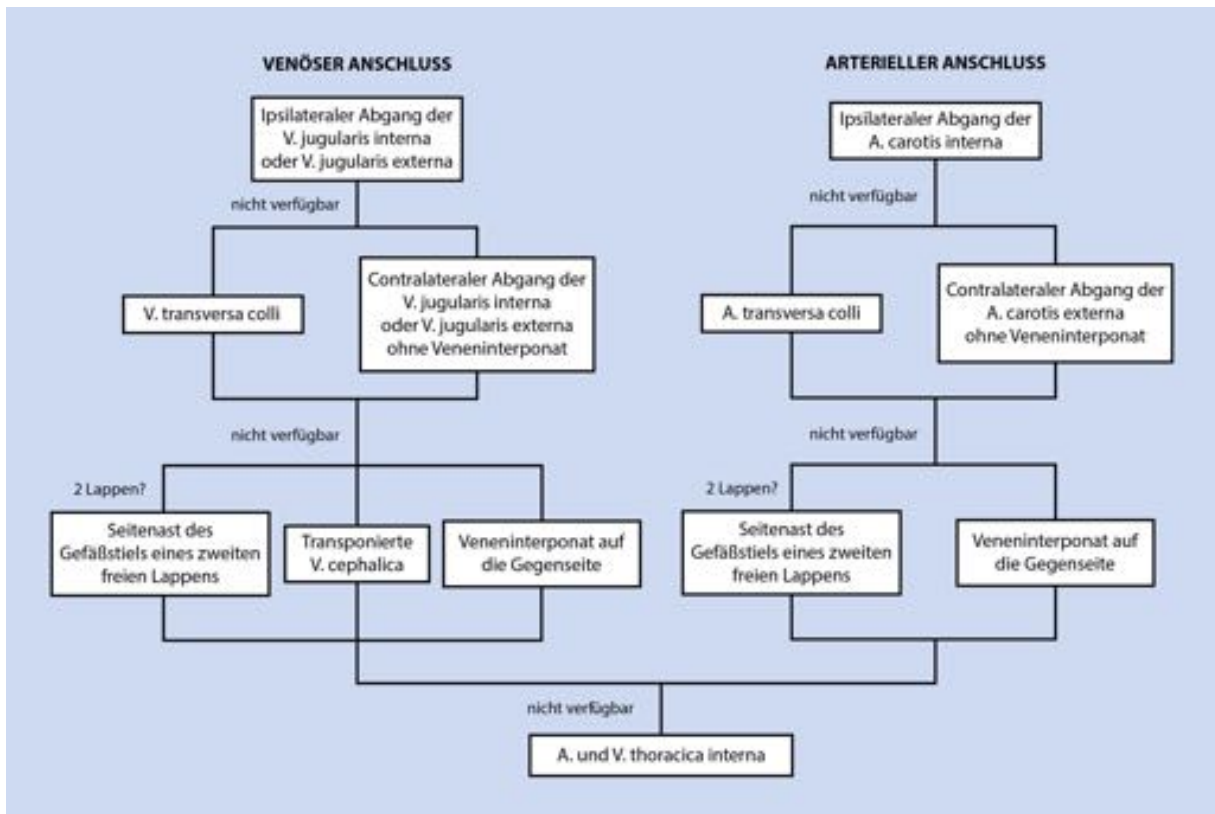 VENÖSER ANSCHLUSS
Ipsilateraler Abgang der
V. jugularis interna
oder V. jugularis externa
nicht verfügbar
V. transversa colli
Contralateraler Abgang der
V. jugularis interna
oder V. jugularis externa
ohne Veneninterponat
nicht verfügbar
2 Lappen?
Seitenast des
Gefäßstiels eines zweiten
freien Lappens
Transponierte
V. cephalica
Veneninterponat auf
die Gegenseite
ARTERIELLER ANSCHLUSS
Ipsilateraler Abgang der
A. carotis interna
nicht verfügbar
A. transversa colli
Contralateraler Abgang der
A. carotis externa
ohne Veneninterponat
nicht verfügbar
2 Lappen?
Seitenast des
Gefäßstiels eines zweiten
freien Lappens
Veneninterponat auf
die Gegenseite
nicht verfügbar
A. und V. thoracica interna